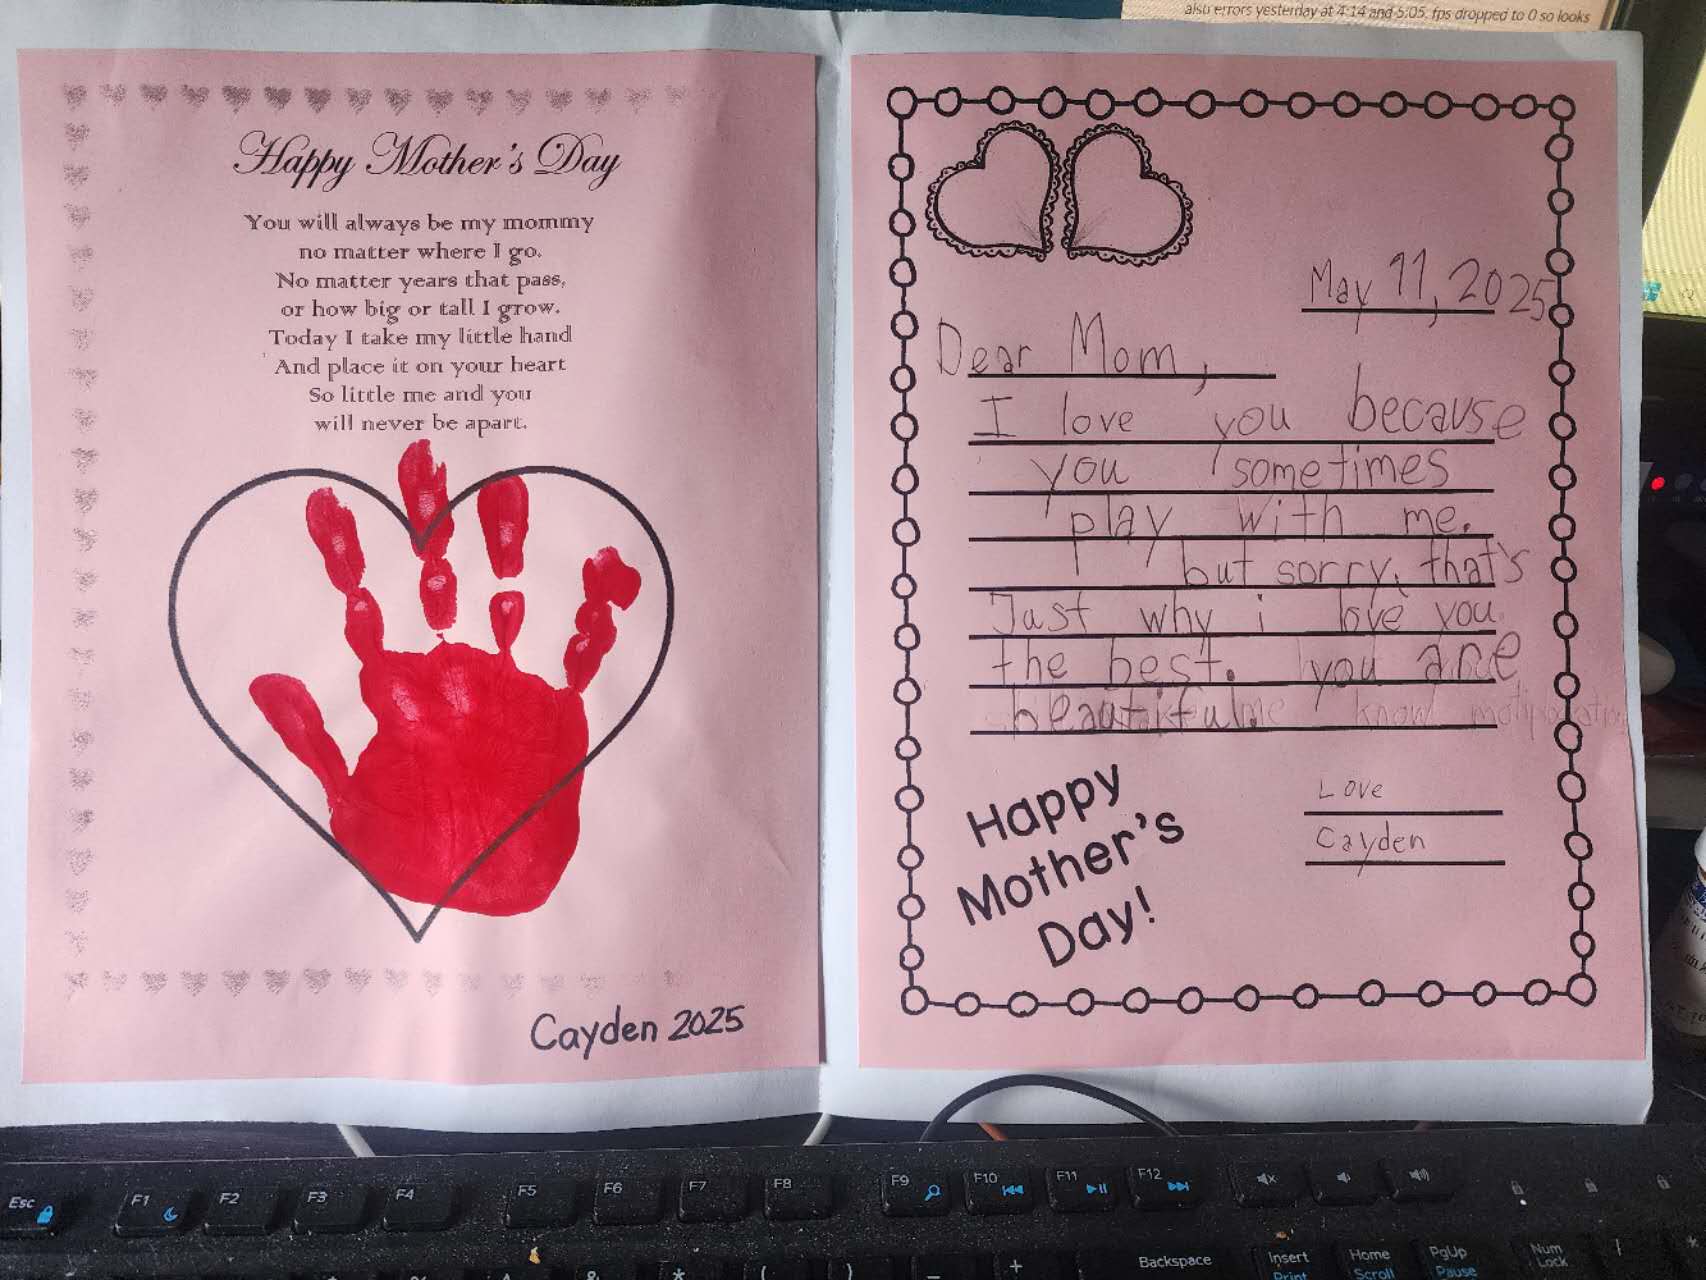 also errors yesterday at 4:14 and 5:05. fps dropped to 0 so looks
Happy Mother's Day
You will always be my mommy
no matter where I go.
No matter years that pass,
or how big or tall I grow.
Today I take my little hand
And place it on your heart
So little me and you
will never be apart.
Cayden 2025
May 11, 2025
Dear Mom,
I love you because
you sometimes
play with me.
but sorry, that's
Just why i love you
the best. you are
beautiful. know
Happy
Mother's
Day!
Love
Cayden
Esc F1 F2 F3 F4 F5 F6 F7 F8 F9 F10 F11 F12
Backspace Insert Home PgUp Num
Print Scroll Pause Lock